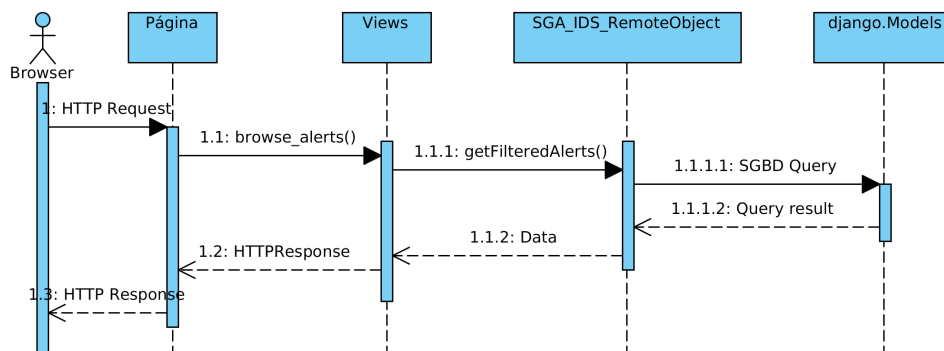 Página
Views
SGA_IDS_RemoteObject
django.Models
Browser
1: HTTP Request
1.1: browse_alerts()
1.1.1: getFilteredAlerts()
1.1.1.1: SGBD Query
1.1.1.2: Query result
1.1.2: Data
1.2: HTTPResponse
1.3: HTTP Response